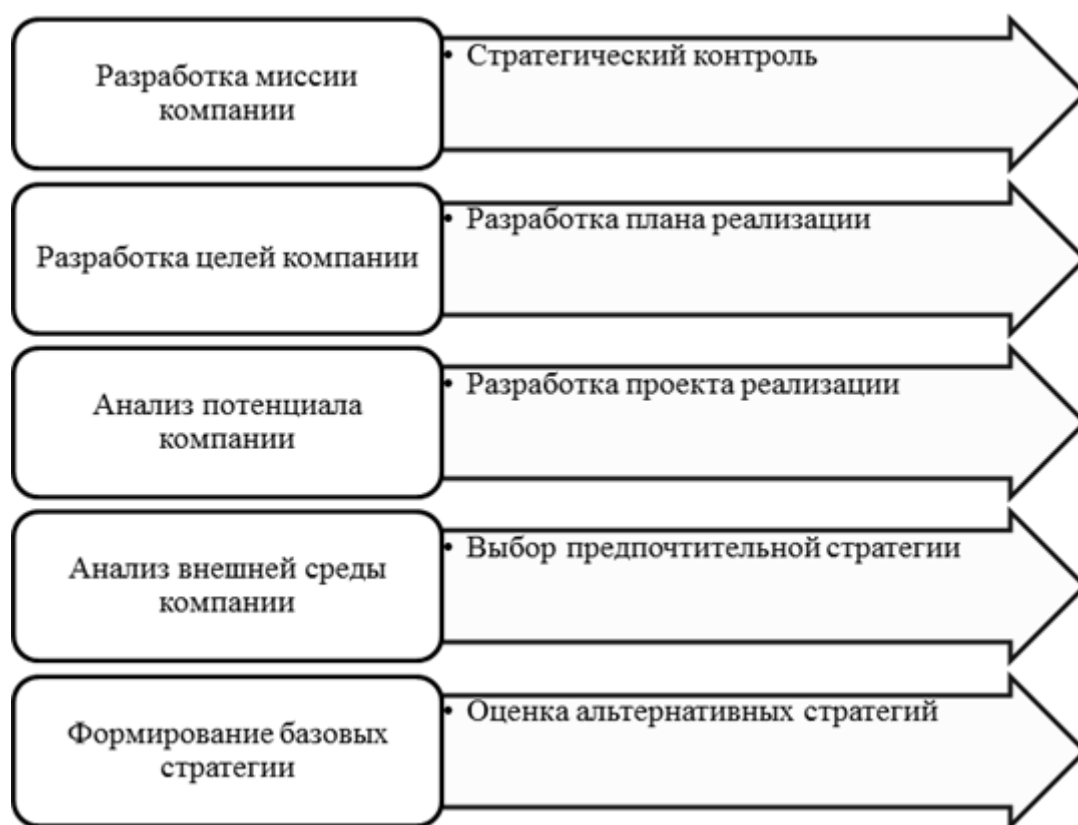 Разработка миссии
компании
• Стратегический контроль
Разработка целей компании
• Разработка плана реализации
Анализ потенциала
компании
• Разработка проекта реализации
Анализ внешней среды
компании
• Выбор предпочтительной стратегии
Формирование базовых
стратегии
• Оценка альтернативных стратегий